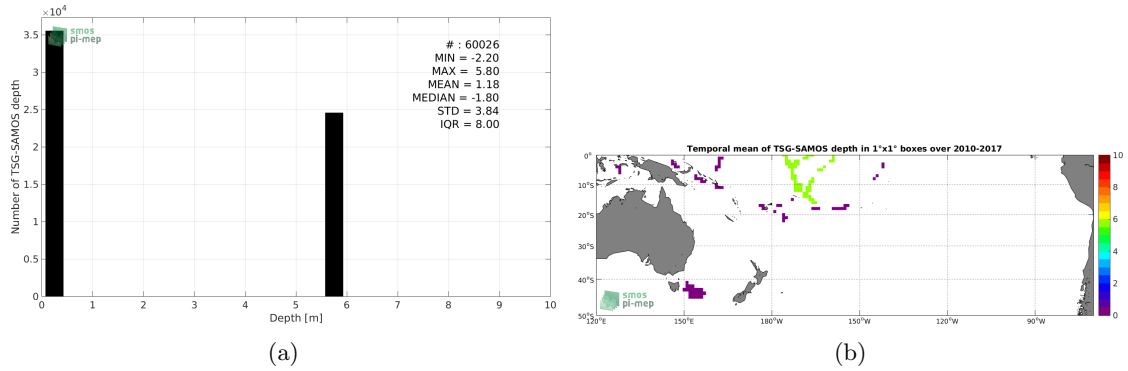 ×10⁴
3.5
3
2.5
2
1.5
1
0.5
0
Number of TSG-SAMOS depth
smos
pi-mep
# : 60026
MIN = -2.20
MAX = 5.80
MEAN = 1.18
MEDIAN = -1.80
STD = 3.84
IQR = 8.00
0 1 2 3 4 5 6 7 8 9 10
Depth [m]
(a)
Temporal mean of TSG-SAMOS depth in 1°x1° boxes over 2010-2017
0°
10°S
20°S
30°S
40°S
50°S
smos
pi-mep
120°E 150°E 180°W 150°W 120°W 90°W
10
8
6
4
2
0
(b)